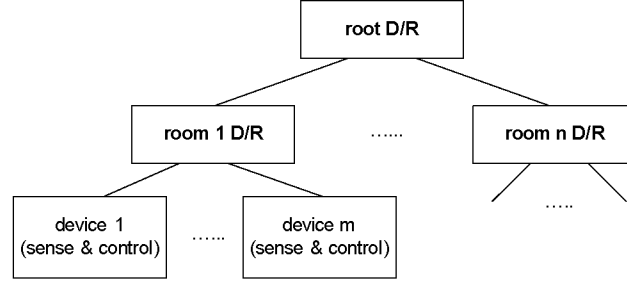 root D/R
room 1 D/R
......
room n D/R
device 1
(sense & control)
.....
device m
(sense & control)
.....